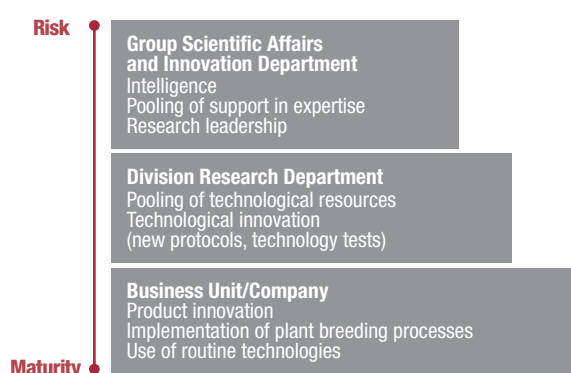 Risk
Group Scientific Affairs
and Innovation Department
Intelligence
Pooling of support in expertise
Research leadership
Division Research Department
Pooling of technological resources
Technological innovation
(new protocols, technology tests)
Business Unit/Company
Product innovation
Implementation of plant breeding processes
Use of routine technologies
Maturity